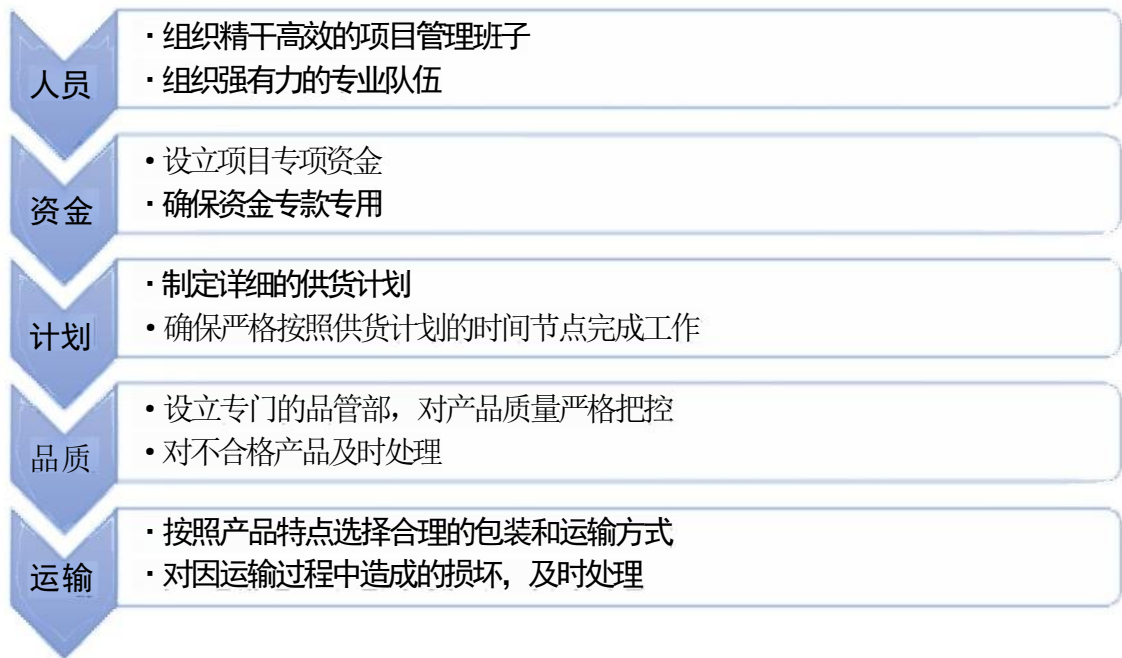 人员
· 组织精干高效的项目管理班子
· 组织强有力的专业队伍
资金
• 设立项目专项资金
· 确保资金专款专用
计划
· 制定详细的供货计划
• 确保严格按照供货计划的时间节点完成工作
品质
• 设立专门的品管部，对产品质量严格把控
• 对不合格产品及时处理
运输
· 按照产品特点选择合理的包装和运输方式
· 对因运输过程中造成的损坏，及时处理